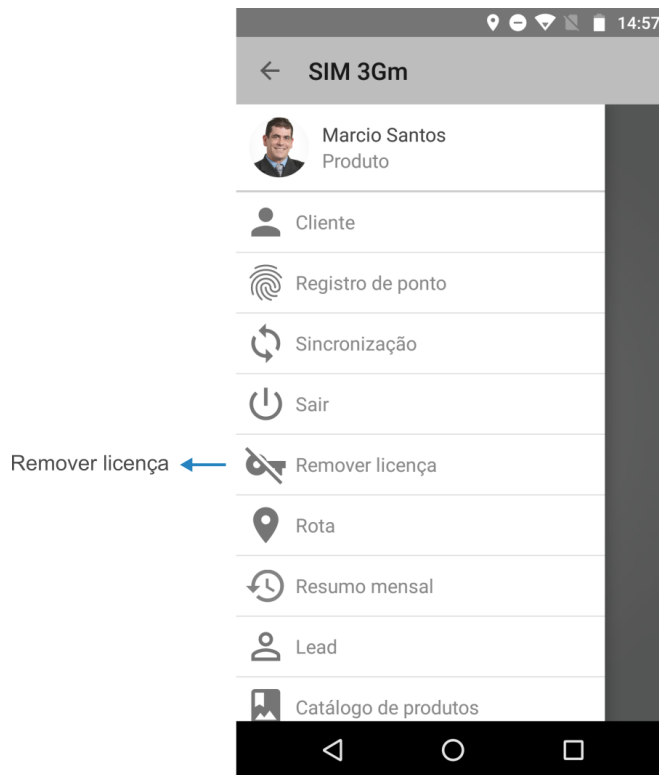 14:57
SIM 3Gm
Marcio Santos
Produto
Cliente
Registro de ponto
Sincronização
Sair
Remover licença
Remover licença
Rota
Resumo mensal
Lead
Catálogo de produtos